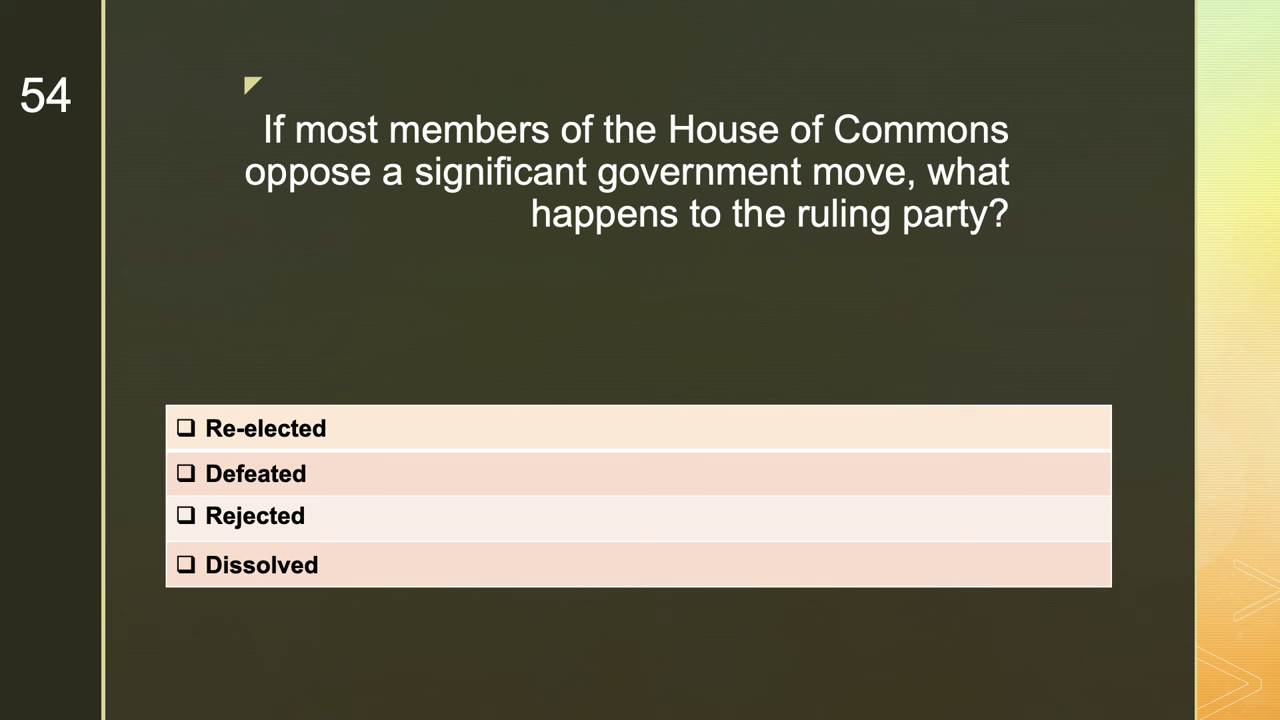 54
If most members of the House of Commons
oppose a significant government move, what
happens to the ruling party?
❑ Re-elected
❑ Defeated
❑ Rejected
❑ Dissolved